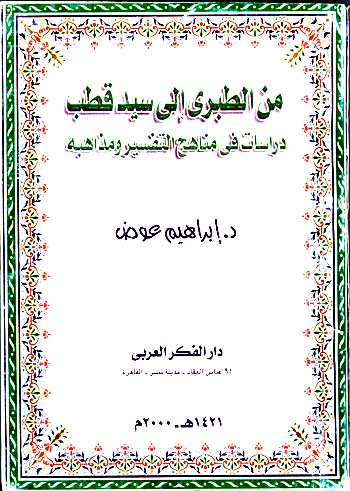 من الطبرى إلى سيد قطب
دراسات فى مناهج التفسير ومذاهبه
د. إبراهيم عوض
دار الفكر العربى
٩٤ عباس العقاد - مدينة نصر - القاهرة
١٤٢١هـ - ٢٠٠٠م